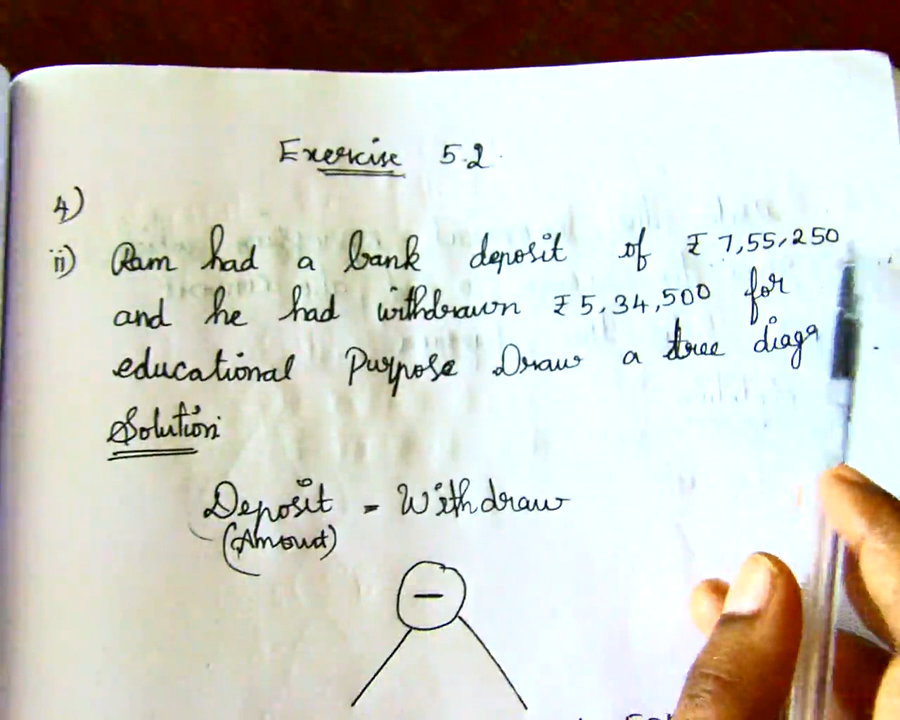 Exercise 5.2
4)
ii) Ram had a bank deposit of ₹ 7,55,250
and he had withdrawn ₹ 5,34,500 for
educational Purpose Draw a tree diag
Solution
Deposit - Withdraw
(Amount)
−